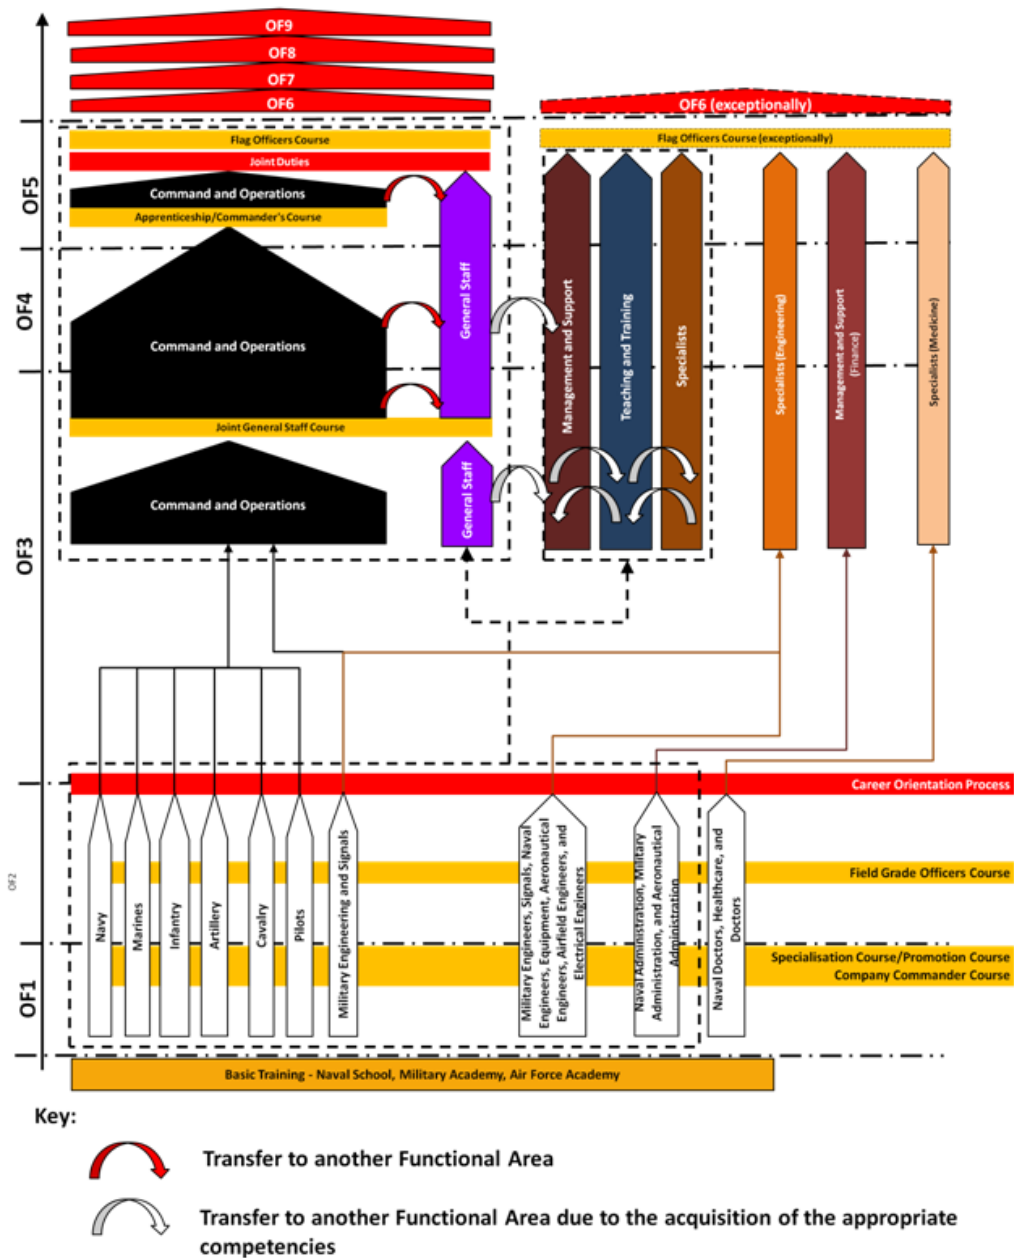 OF9
OF8
OF7
OF6
OF6 (exceptionally)
Flag Officers Course
Flag Officers Course (exceptionally)
Joint Duties
OF5
Command and Operations
Apprenticeship/Commander's Course
OF4
Command and Operations
General Staff
Management and Support
Teaching and Training
Specialists
Specialists (Engineering)
Management and Support
(Finance)
Specialists (Medicine)
Joint General Staff Course
OF3
Command and Operations
General Staff
Career Orientation Process
OF2
Field Grade Officers Course
Navy
Marines
Infantry
Artillery
Cavalry
Pilots
Military Engineering and Signals
Military Engineers, Signals, Naval
Engineers, Equipment, Aeronautical
Engineers, Airfield Engineers, and
Electrical Engineers
Naval Administration, Military
Administration, and Aeronautical
Administration
Naval Doctors, Healthcare, and
Doctors
Specialisation Course/Promotion Course
Company Commander Course
OF1
Basic Training - Naval School, Military Academy, Air Force Academy
Key:
Transfer to another Functional Area
Transfer to another Functional Area due to the acquisition of the appropriate
competencies